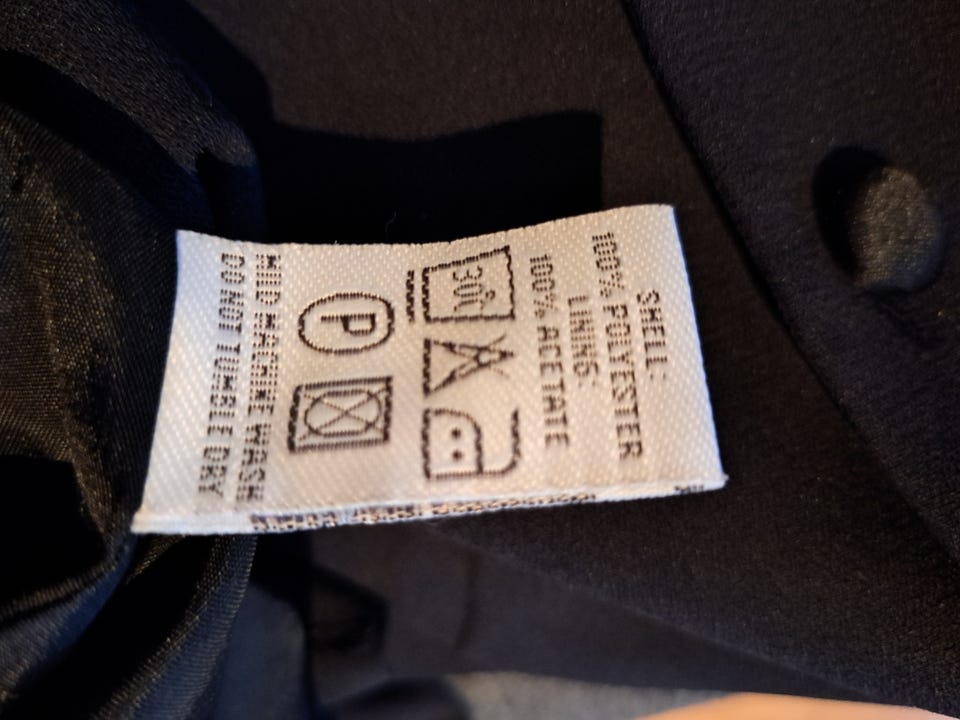 SHELL:
100% POLYESTER
LINING:
100% ACETATE
30°
P
MILD MACHINE WASH
DO NOT TUMBLE DRY